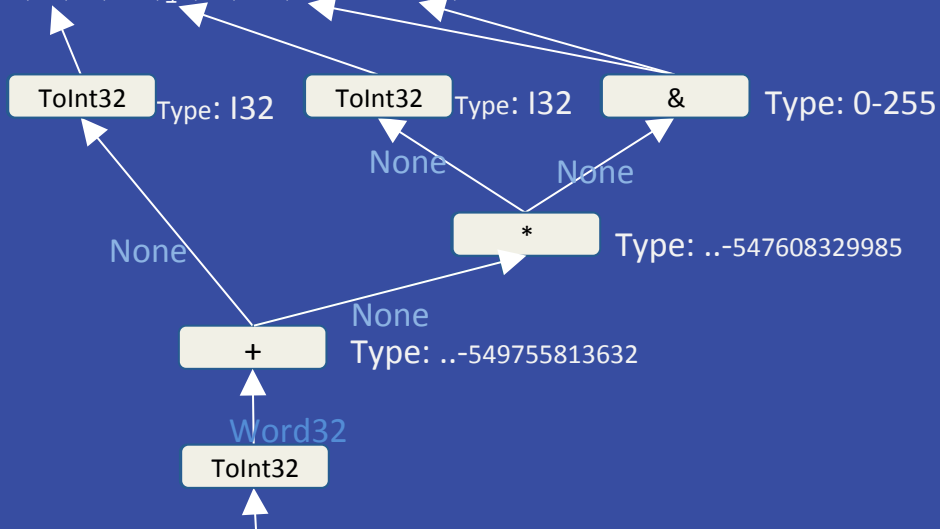 ToInt32 Type: I32 ToInt32 Type: I32 & Type: 0-255
None None
* Type: ..-547608329985
None
None
+ Type: ..-549755813632
Word32
ToInt32